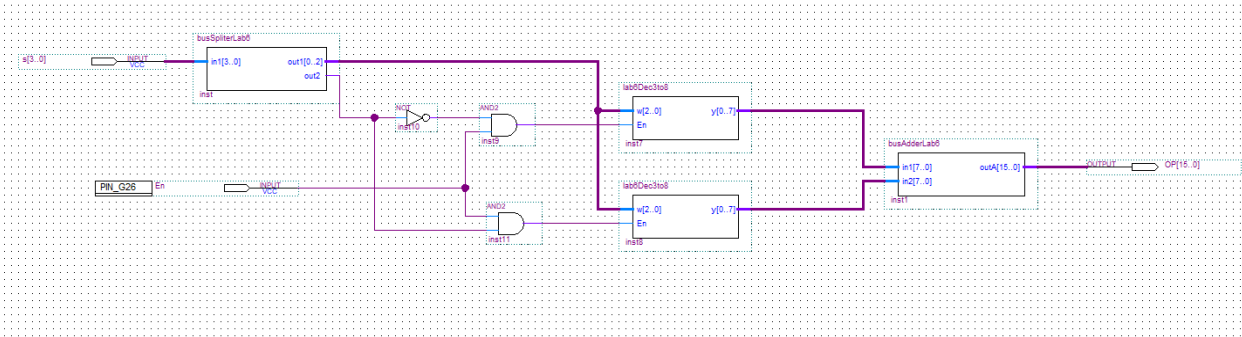 s[3..0]
INPUT
VCC
busSpliterLab6
in1[3..0]
out1[0..2]
out2
inst
NOT
inst10
AND2
inst9
PIN_G26
En
INPUT
VCC
AND2
inst11
lab6Dec3to8
w[2..0]
y[0..7]
En
inst7
lab6Dec3to8
w[2..0]
y[0..7]
En
inst8
busAdderLab6
in1[7..0]
outA[15..0]
in2[7..0]
inst1
OUTPUT
OP[15..0]